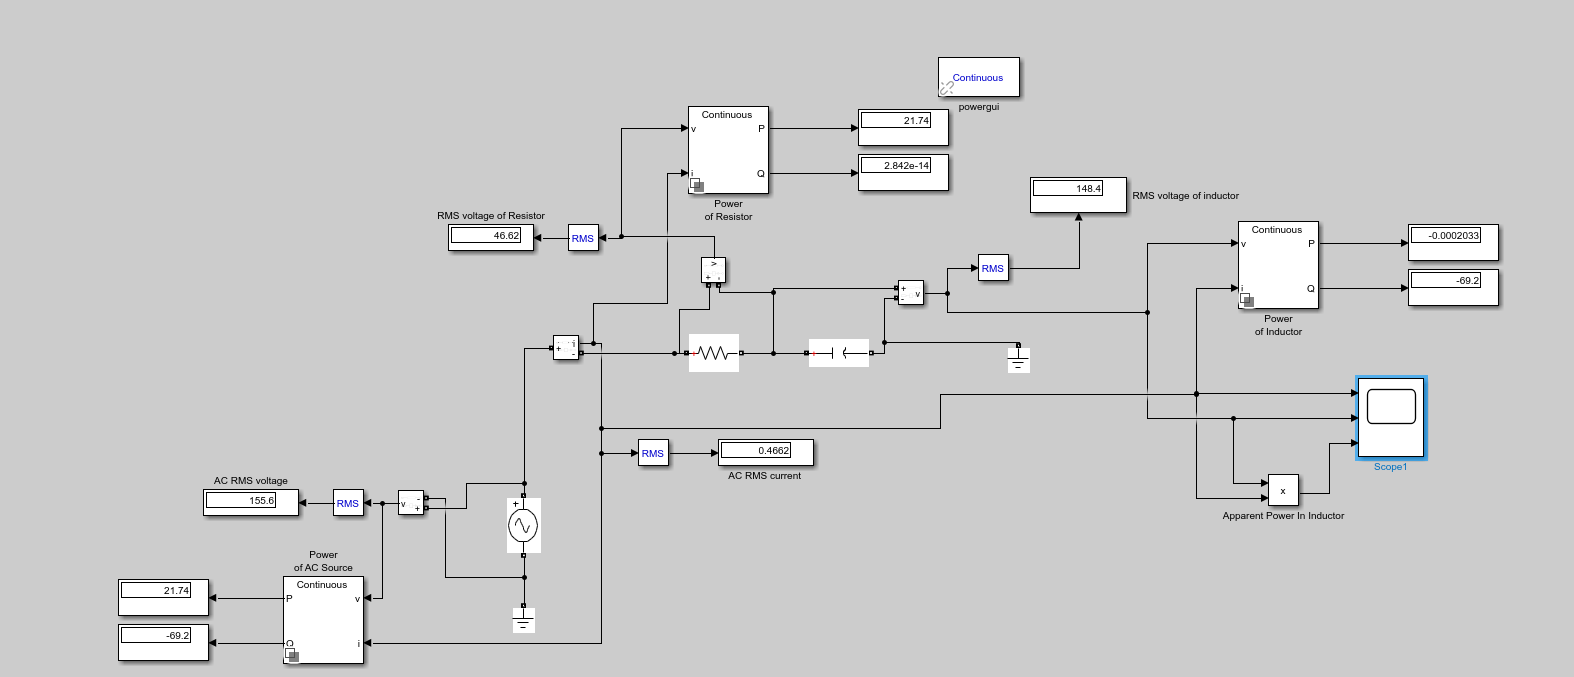 Continuous
powergui
Continuous
v
P
21.74
i
Q
2.842e-14
Power
of Resistor
148.4
RMS voltage of inductor
RMS voltage of Resistor
46.62
RMS
Continuous
v
P
-0.0002033
i
Q
-69.2
Power
of Inductor
v
+ -
RMS
+
-
v
+
i
-
+
+
RMS
0.4662
AC RMS current
Scope1
x
Apparent Power In Inductor
AC RMS voltage
155.6
RMS
v
-
+
+
Power
of AC Source
Continuous
21.74
P
v
-69.2
Q
i